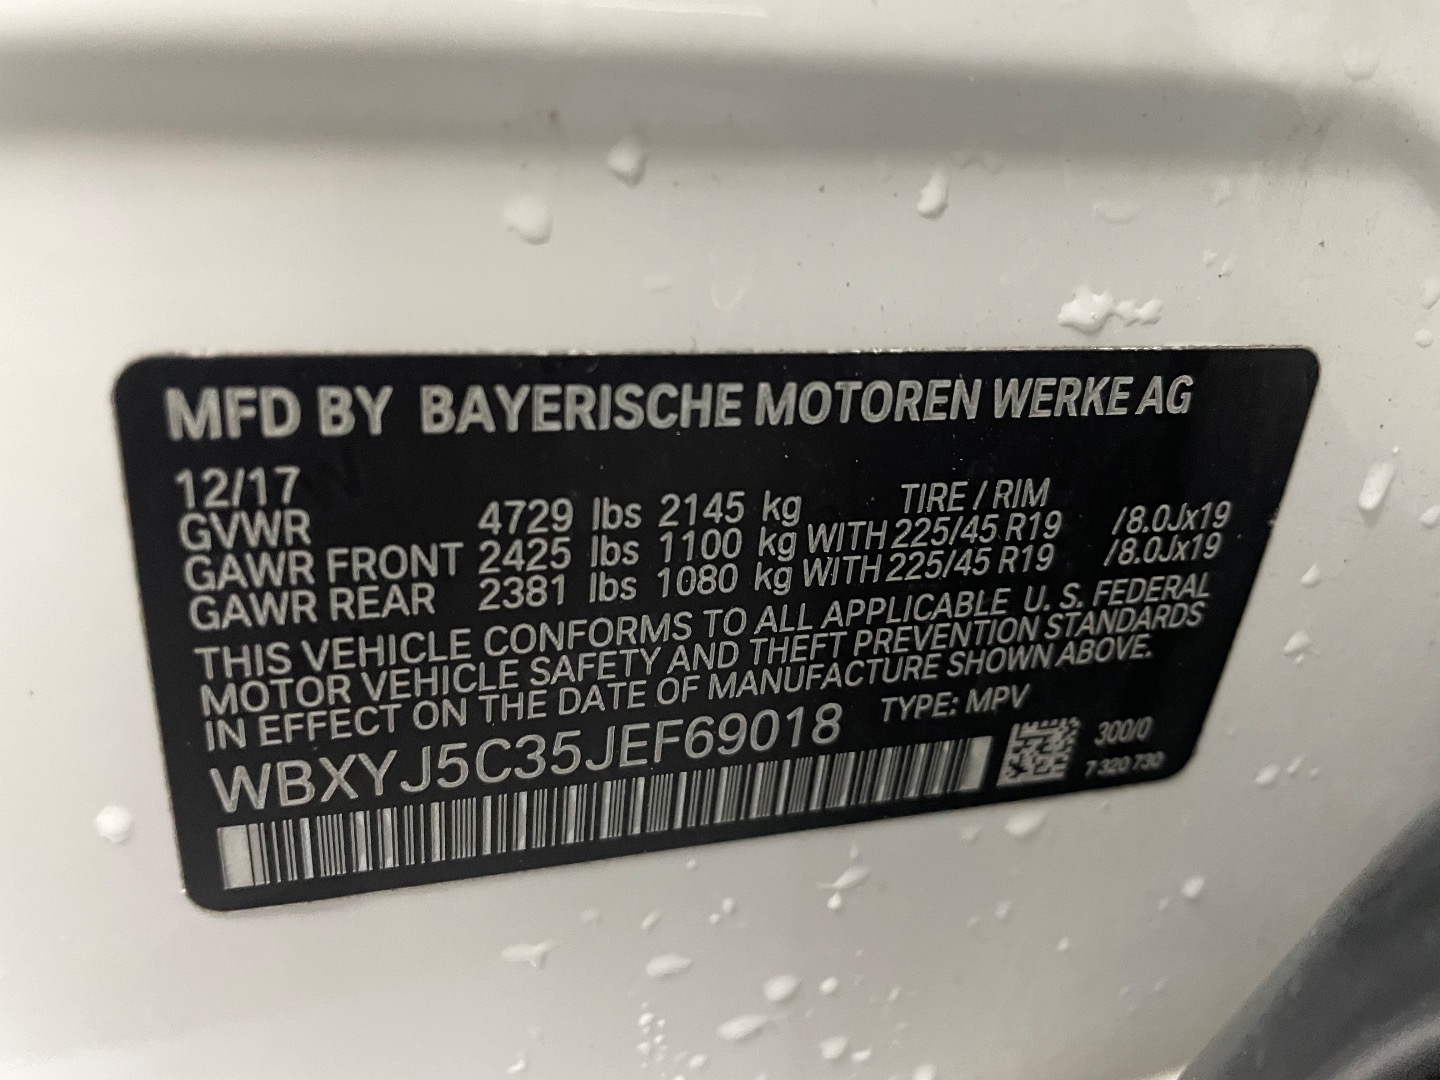 MFD BY BAYERISCHE MOTOREN WERKE AG
12/17
GVWR 4729 lbs 2145 kg TIRE / RIM
GAWR FRONT 2425 lbs 1100 kg WITH 225/45 R19 /8.0Jx19
GAWR REAR 2381 lbs 1080 kg WITH 225/45 R19 /8.0Jx19
THIS VEHICLE CONFORMS TO ALL APPLICABLE U. S. FEDERAL
MOTOR VEHICLE SAFETY AND THEFT PREVENTION STANDARDS
IN EFFECT ON THE DATE OF MANUFACTURE SHOWN ABOVE.
WBXYJ5C35JEF69018 TYPE: MPV
300/0
7 320 730